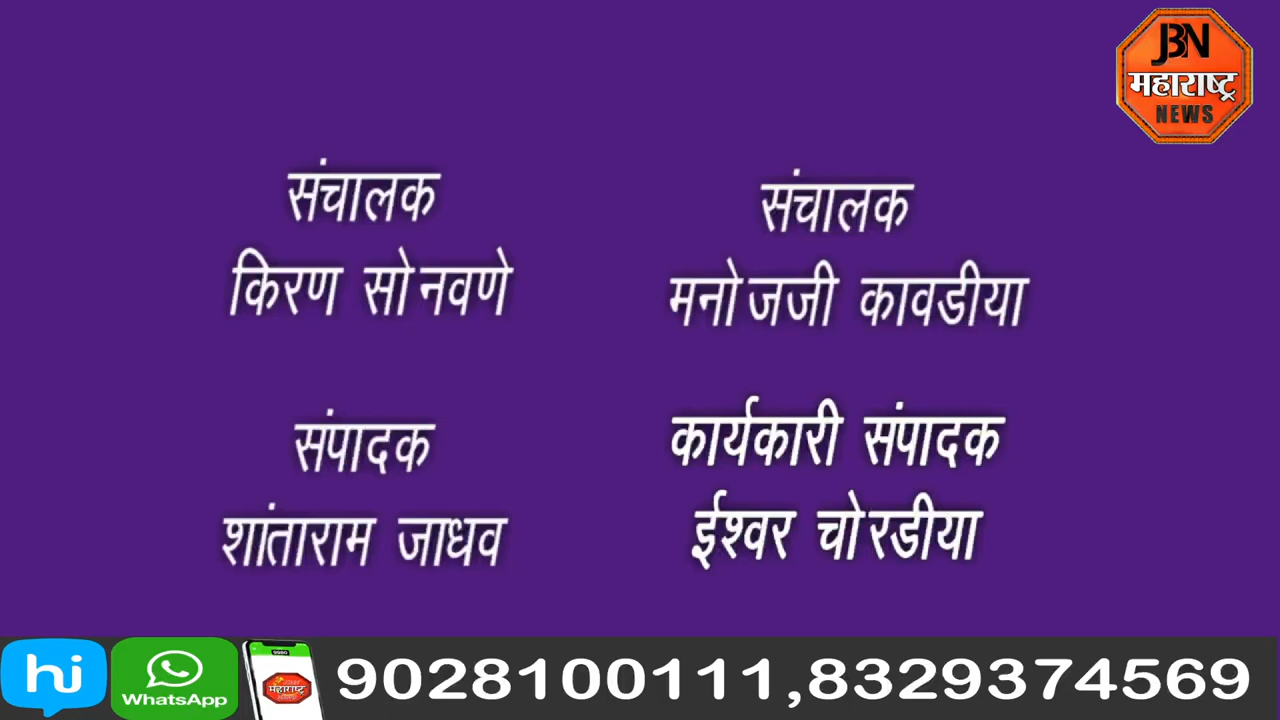 JBN
महाराष्ट्र
NEWS
संचालक
किरण सोनवणे
संचालक
मनोजजी कावडीया
संपादक
शांताराम जाधव
कार्यकारी संपादक
ईश्वर चोरडीया
hi
WhatsApp
महाराष्ट्र
9028100111,8329374569